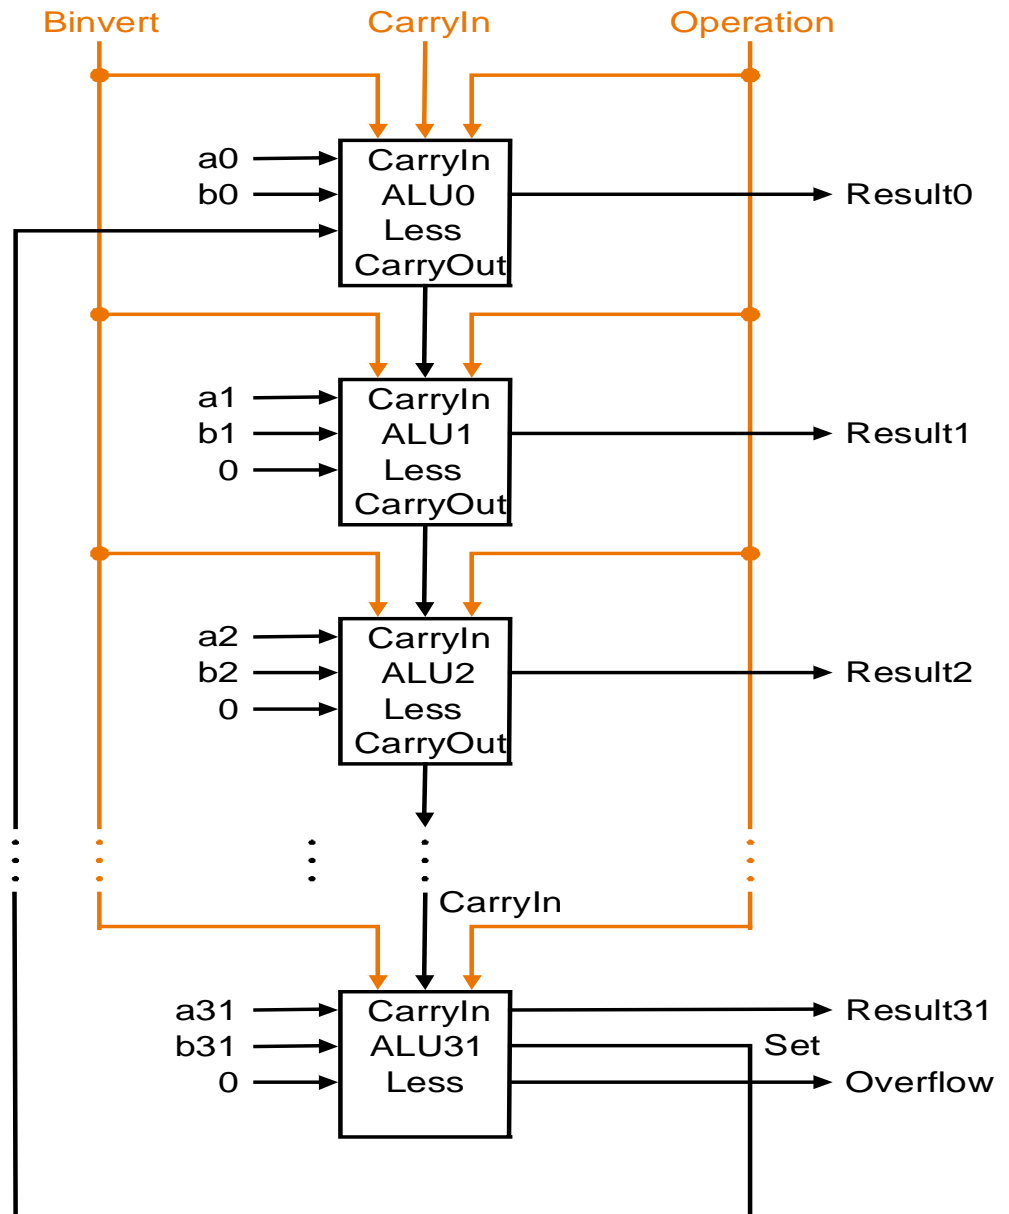 Binvert CarryIn Operation
a0 CarryIn
b0 ALU0 Result0
Less
CarryOut
a1 CarryIn
b1 ALU1 Result1
0 Less
CarryOut
a2 CarryIn
b2 ALU2 Result2
0 Less
CarryOut
CarryIn
a31 CarryIn Result31
b31 ALU31 Set
0 Less Overflow